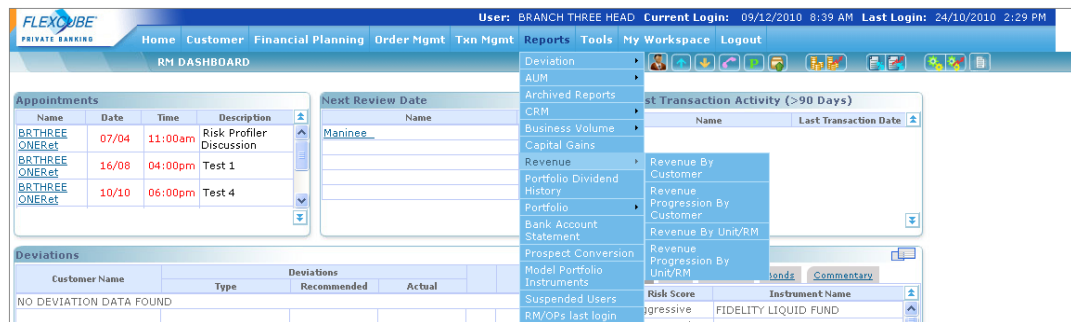 FLEXCUBE
PRIVATE BANKING
User: BRANCH THREE HEAD Current Login: 09/12/2010 8:39 AM Last Login: 24/10/2010 2:29 PM
Home Customer Financial Planning Order Mgmt Txn Mgmt Reports Tools My Workspace Logout
RM DASHBOARD
Appointments
Name Date Time Description
BRTHREE
ONERet 07/04 11:00am Risk Profiler
Discussion
BRTHREE
ONERet 16/08 04:00pm Test 1
BRTHREE
ONERet 10/10 06:00pm Test 4
Next Review Date
Name
Maninee_
Deviation
AUM
Archived Reports
CRM
Business Volume
Capital Gains
Revenue
Portfolio Dividend
History
Portfolio
Bank Account
Statement
Prospect Conversion
Model Portfolio
Instruments
Suspended Users
RM/OPs last login
Revenue By
Customer
Revenue
Progression By
Customer
Revenue By Unit/RM
Revenue
Progression By
Unit/RM
st Transaction Activity (>90 Days)
Name Last Transaction Date
Deviations
Customer Name Deviations
Type Recommended Actual
NO DEVIATION DATA FOUND
onds Commentary
Risk Score Instrument Name
gressive FIDELITY LIQUID FUND